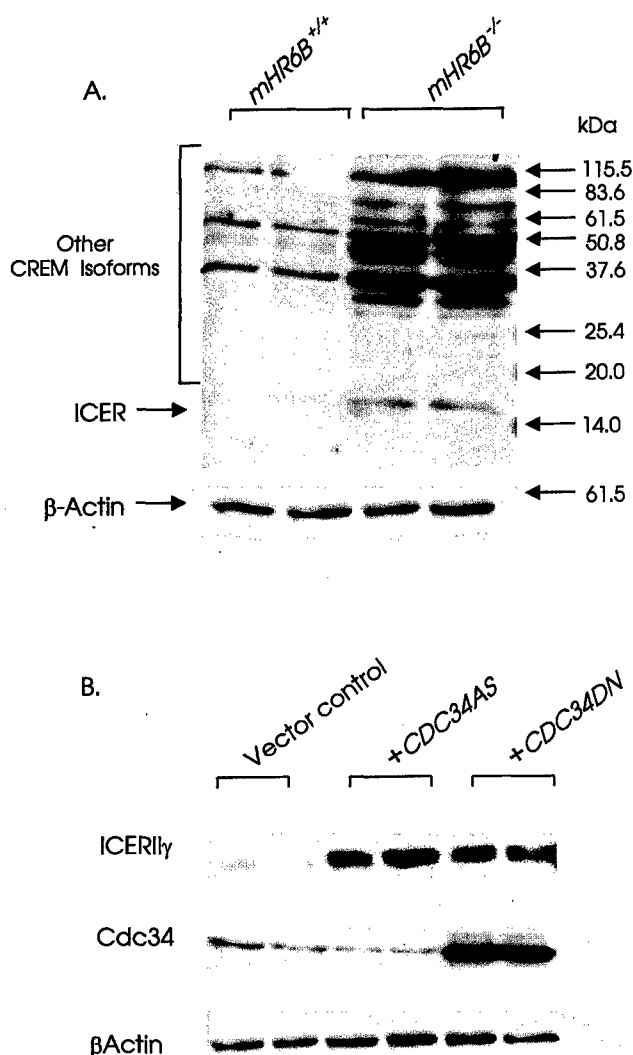 A.
mHR6B+/+
mHR6B-/-
kDa
115.5
83.6
61.5
50.8
37.6
25.4
20.0
14.0
61.5
Other
CREM Isoforms
ICER
β-Actin
B.
Vector control
+CDC34AS
+CDC34DN
ICERIIγ
Cdc34
βActin